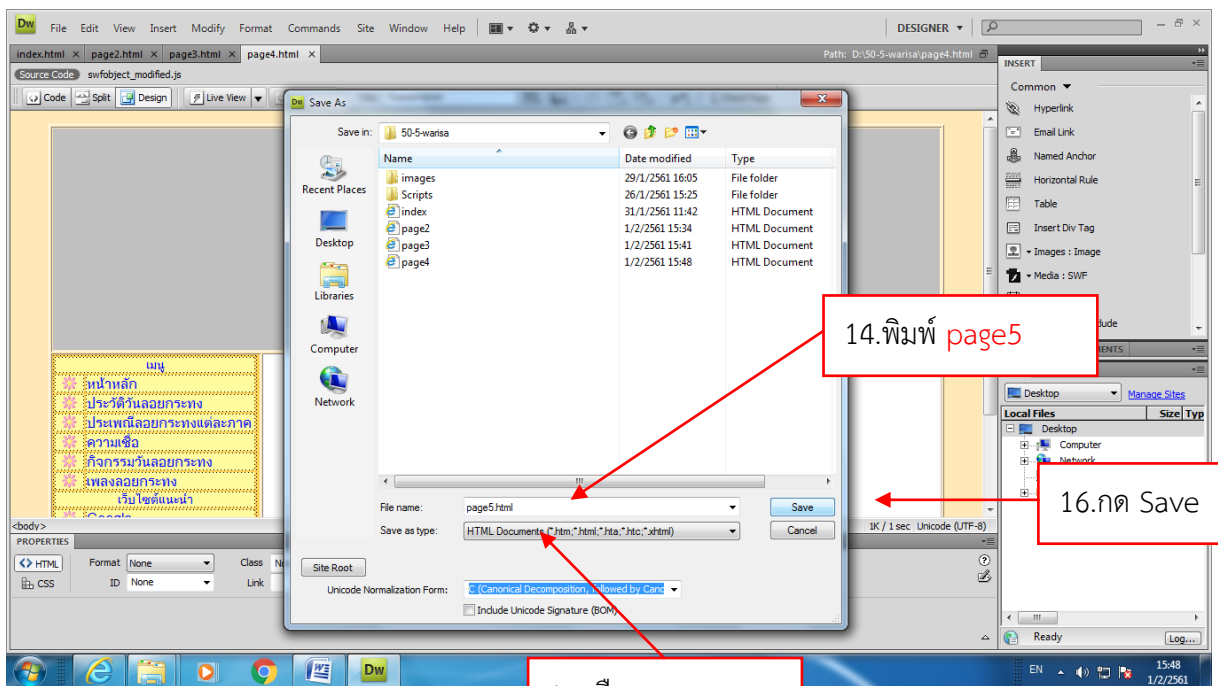 Dw File Edit View Insert Modify Format Commands Site Window Help DESIGNER
index.html × page2.html × page3.html × page4.html × Path: D:\50-5-warisa\page4.html
Source Code swfobject_modified.js
Code Split Design Live View
Dw Save As
Save in: 50-5-warisa
Name Date modified Type
images 29/1/2561 16:05 File folder
Scripts 26/1/2561 15:25 File folder
index 31/1/2561 11:42 HTML Document
page2 1/2/2561 15:34 HTML Document
page3 1/2/2561 15:41 HTML Document
page4 1/2/2561 15:48 HTML Document
Recent Places
Desktop
Libraries
Computer
Network
File name: page5.html Save
Save as type: HTML Documents (*.htm;*.html;*.hta;*.htc;*.xhtml) Cancel
Site Root
Unicode Normalization Form: C (Canonical Decomposition, followed by Canc
Include Unicode Signature (BOM)
เมนู
หน้าหลัก
ประวัติวันลอยกระทง
ประเพณีลอยกระทงแต่ละภาค
ความเชื่อ
กิจกรรมวันลอยกระทง
เพลงลอยกระทง
เว็บไซต์แนะนำ
Google
14.พิมพ์ page5
16.กด Save
INSERT
Common
Hyperlink
Email Link
Named Anchor
Horizontal Rule
Table
Insert Div Tag
Images : Image
Media : SWF
Desktop Manage Sites
Local Files Size Typ
Desktop
Computer
Network
<body> 1K / 1 sec Unicode (UTF-8)
PROPERTIES
HTML Format None Class
CSS ID None Link
Ready Log...
W Dw
EN 15:48
1/2/2561